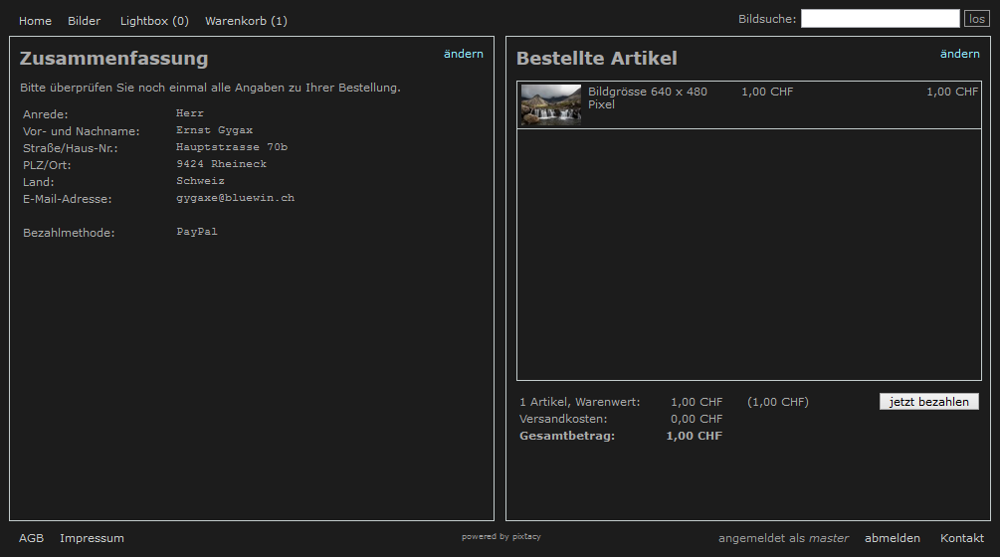 Home Bilder Lightbox (0) Warenkorb (1) Bildsuche: los
Zusammenfassung ändern
Bitte überprüfen Sie noch einmal alle Angaben zu Ihrer Bestellung.
Anrede: Herr
Vor- und Nachname: Ernst Gygax
Straße/Haus-Nr.: Hauptstrasse 70b
PLZ/Ort: 9424 Rheineck
Land: Schweiz
E-Mail-Adresse: gygaxe@bluewin.ch
Bezahlmethode: PayPal
Bestellte Artikel ändern
Bildgrösse 640 x 480 1,00 CHF 1,00 CHF
Pixel
1 Artikel, Warenwert: 1,00 CHF (1,00 CHF) jetzt bezahlen
Versandkosten: 0,00 CHF
Gesamtbetrag: 1,00 CHF
AGB Impressum powered by pixtacy angemeldet als master abmelden Kontakt